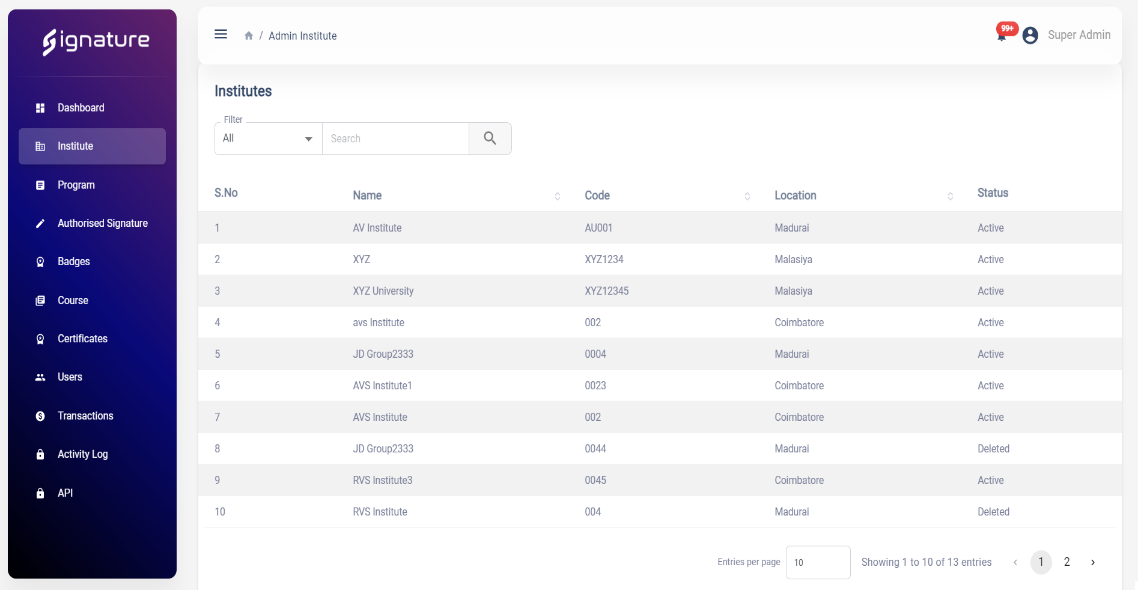 Signature
Dashboard
Institute
Program
Authorised Signature
Badges
Course
Certificates
Users
Transactions
Activity Log
API
/ Admin Institute
99+
Super Admin
Institutes
Filter
All Search
S.No Name Code Location Status
1 AV Institute AU001 Madurai Active
2 XYZ XYZ1234 Malasiya Active
3 XYZ University XYZ12345 Malasiya Active
4 avs Institute 002 Coimbatore Active
5 JD Group2333 0004 Madurai Active
6 AVS Institute1 0023 Coimbatore Active
7 AVS Institute 002 Coimbatore Active
8 JD Group2333 0044 Madurai Deleted
9 RVS Institute3 0045 Coimbatore Active
10 RVS Institute 004 Madurai Deleted
Entries per page 10 Showing 1 to 10 of 13 entries ‹ 1 2 ›